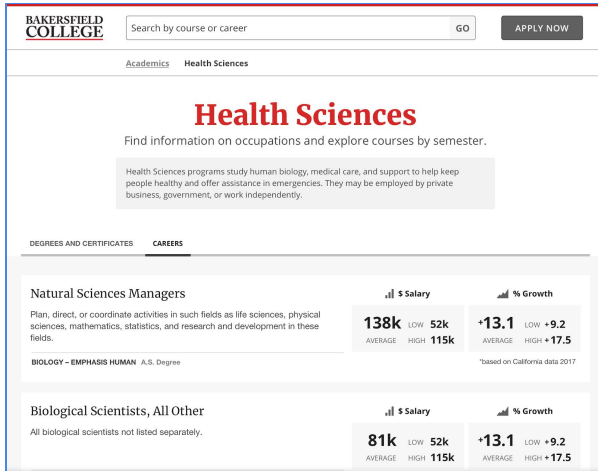 BAKERSFIELD
COLLEGE
Search by course or career
GO
APPLY NOW
Academics Health Sciences
Health Sciences
Find information on occupations and explore courses by semester.
Health Sciences programs study human biology, medical care, and support to help keep
people healthy and offer assistance in emergencies. They may be employed by private
business, government, or work independently.
DEGREES AND CERTIFICATES CAREERS
Natural Sciences Managers
Plan, direct, or coordinate activities in such fields as life sciences, physical
sciences, mathematics, statistics, and research and development in these
fields.
BIOLOGY – EMPHASIS HUMAN A.S. Degree
$ Salary % Growth
138k LOW 52k +13.1 LOW +9.2
AVERAGE HIGH 115k AVERAGE HIGH +17.5
*based on California data 2017
Biological Scientists, All Other
All biological scientists not listed separately.
$ Salary % Growth
81k LOW 52k +13.1 LOW +9.2
AVERAGE HIGH 115k AVERAGE HIGH +17.5